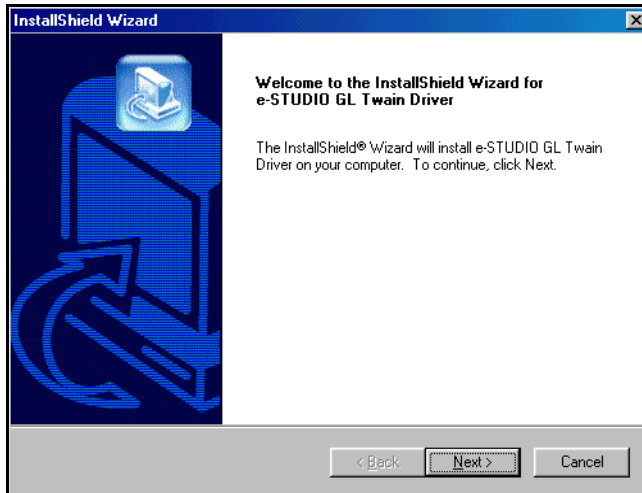 InstallShield Wizard
Welcome to the InstallShield Wizard for
e-STUDIO GL Twain Driver
The InstallShield® Wizard will install e-STUDIO GL Twain
Driver on your computer. To continue, click Next.
< Back
Next >
Cancel